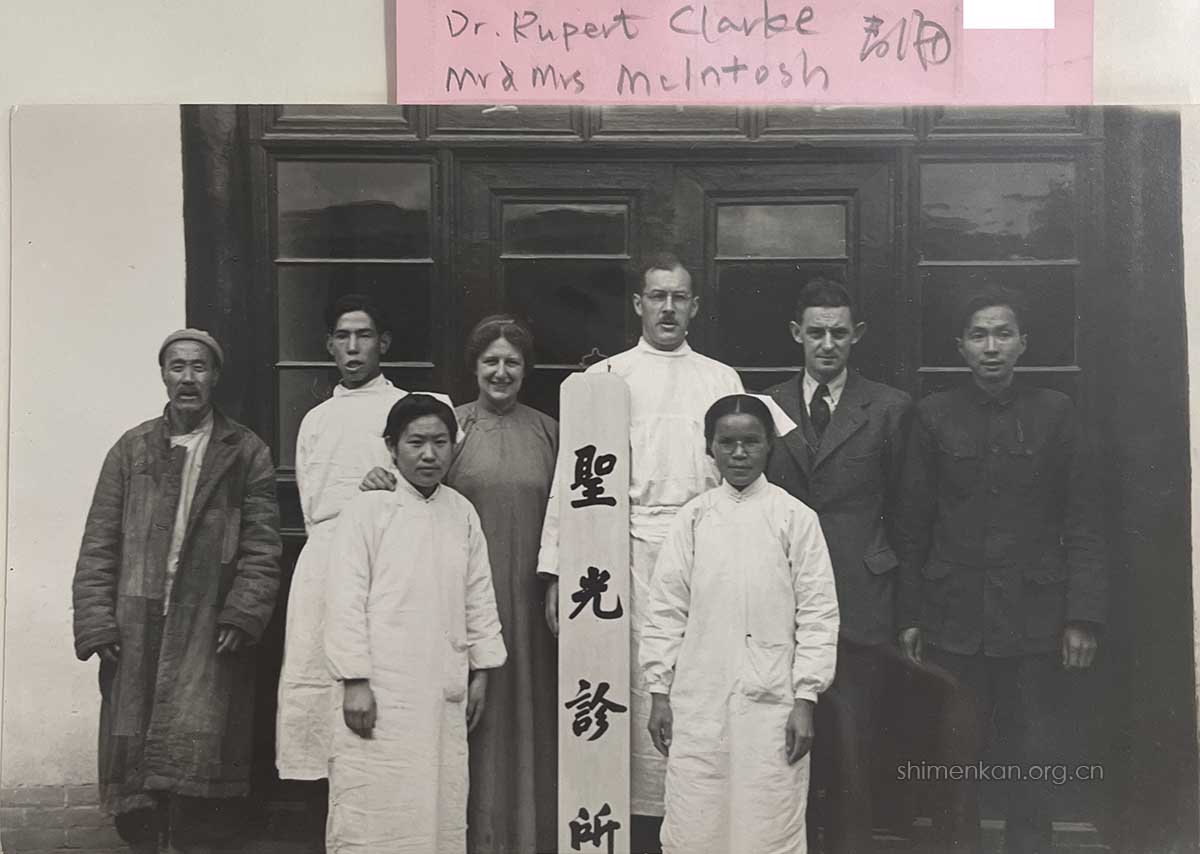 Dr. Rupert Clarke
Mr & Mrs McIntosh
聖光診所
shimenkan.org.cn